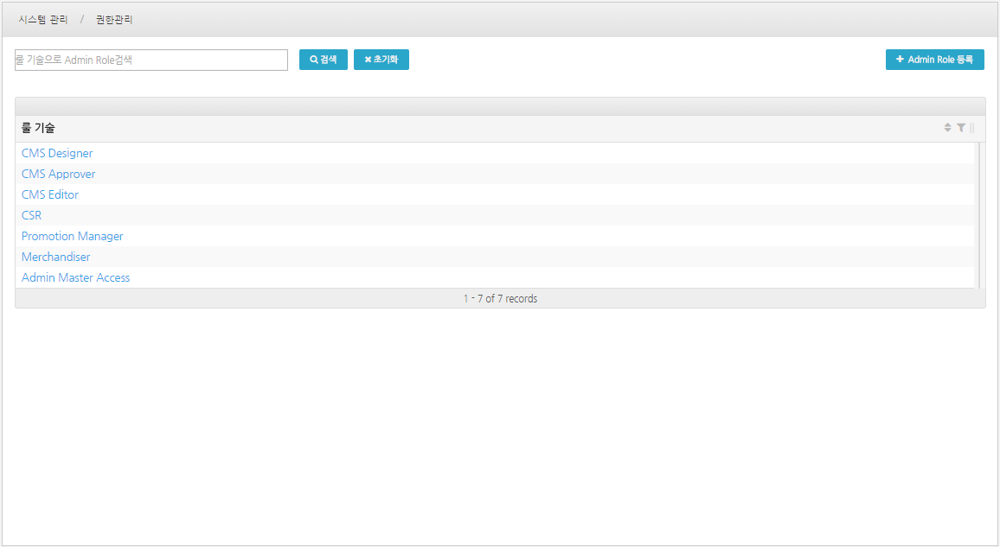 시스템 관리 / 권한관리
룰 기술으로 Admin Role검색 검색 초기화 Admin Role 등록
룰 기술
CMS Designer
CMS Approver
CMS Editor
CSR
Promotion Manager
Merchandiser
Admin Master Access
1 - 7 of 7 records